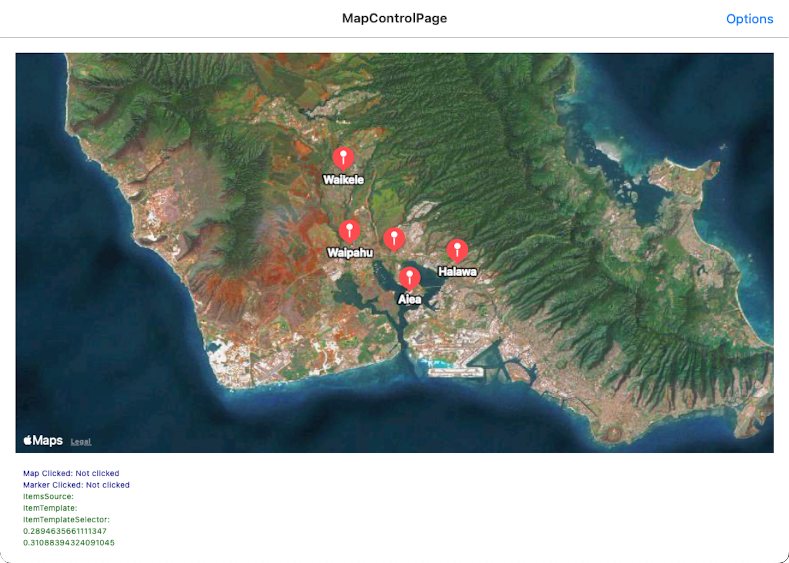 MapControlPage
Options
Waikele
Waipahu
Halawa
Aiea
Maps Legal
Map Clicked: Not clicked
Marker Clicked: Not clicked
ItemsSource:
ItemTemplate:
ItemTemplateSelector:
0.2894635661111347
0.31088394324091045